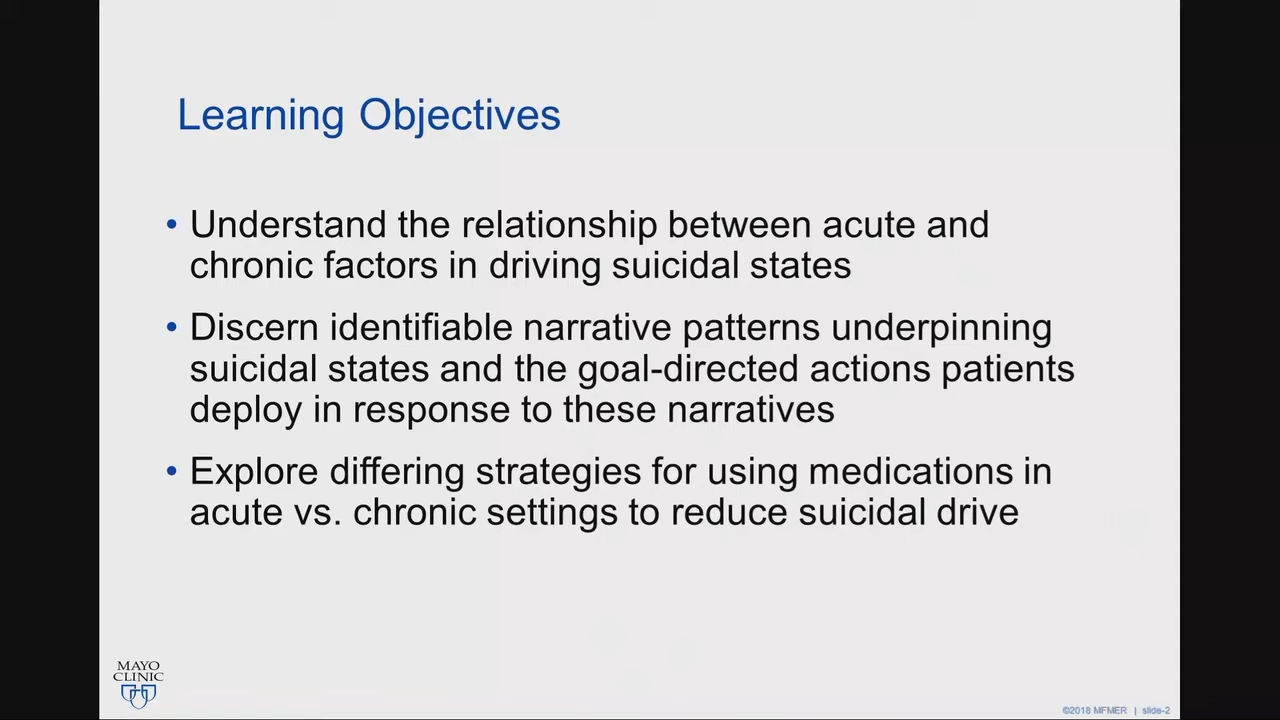 Learning Objectives
• Understand the relationship between acute and
chronic factors in driving suicidal states
• Discern identifiable narrative patterns underpinning
suicidal states and the goal-directed actions patients
deploy in response to these narratives
• Explore differing strategies for using medications in
acute vs. chronic settings to reduce suicidal drive
MAYO
CLINIC
©2018 MFMER | slide-2